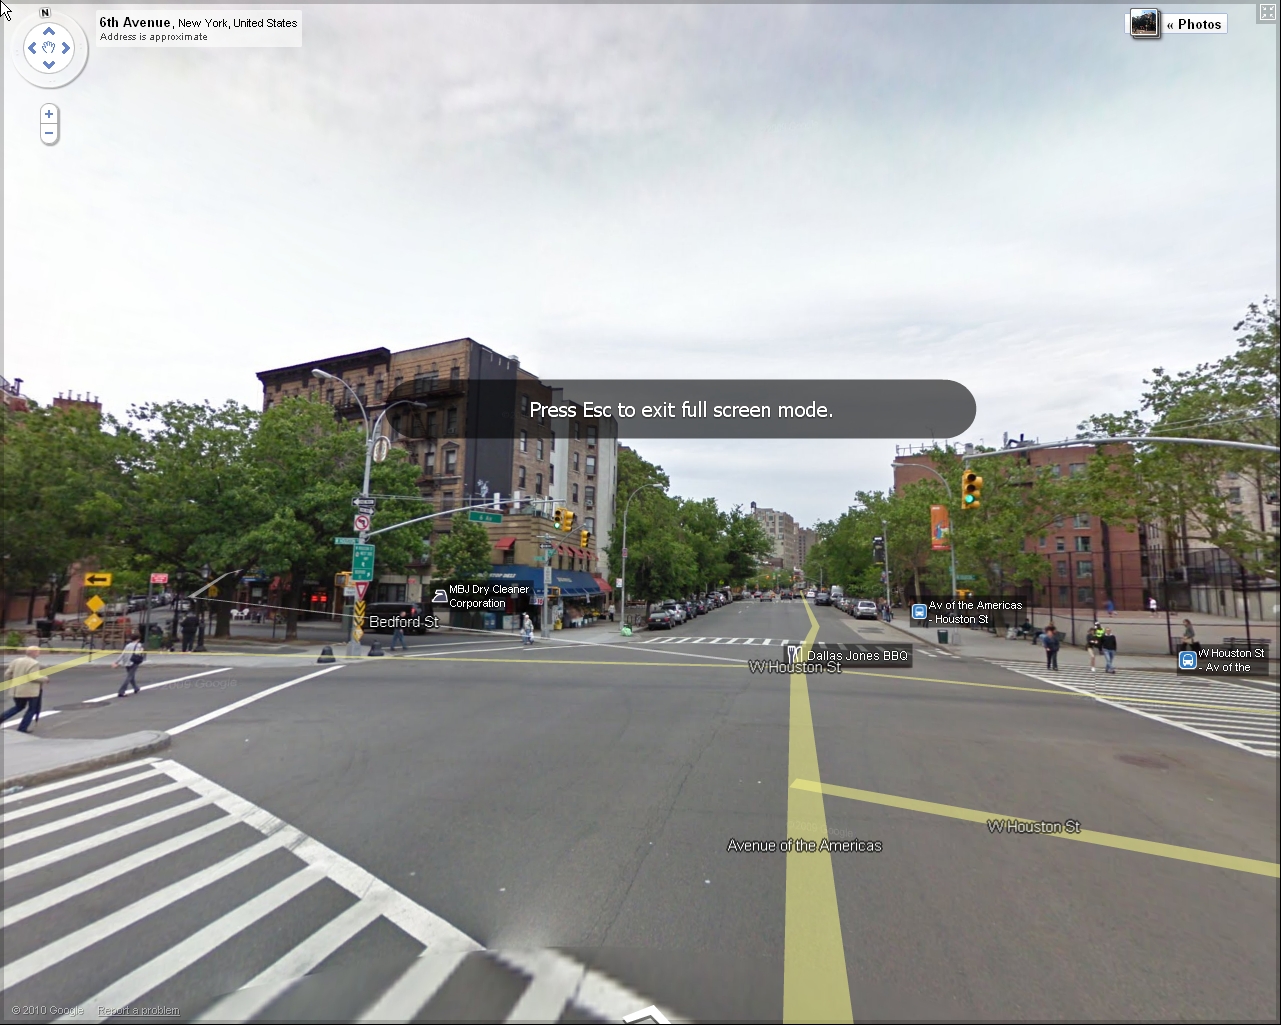 N
6th Avenue, New York, United States
Address is approximate
« Photos
Press Esc to exit full screen mode.
MBJ Dry Cleaner
Corporation
Bedford St
Av of the Americas
- Houston St
W Houston St
- Av of the
Dallas Jones BBQ
W Houston St
W Houston St
Avenue of the Americas
© 2010 Google
Report a problem